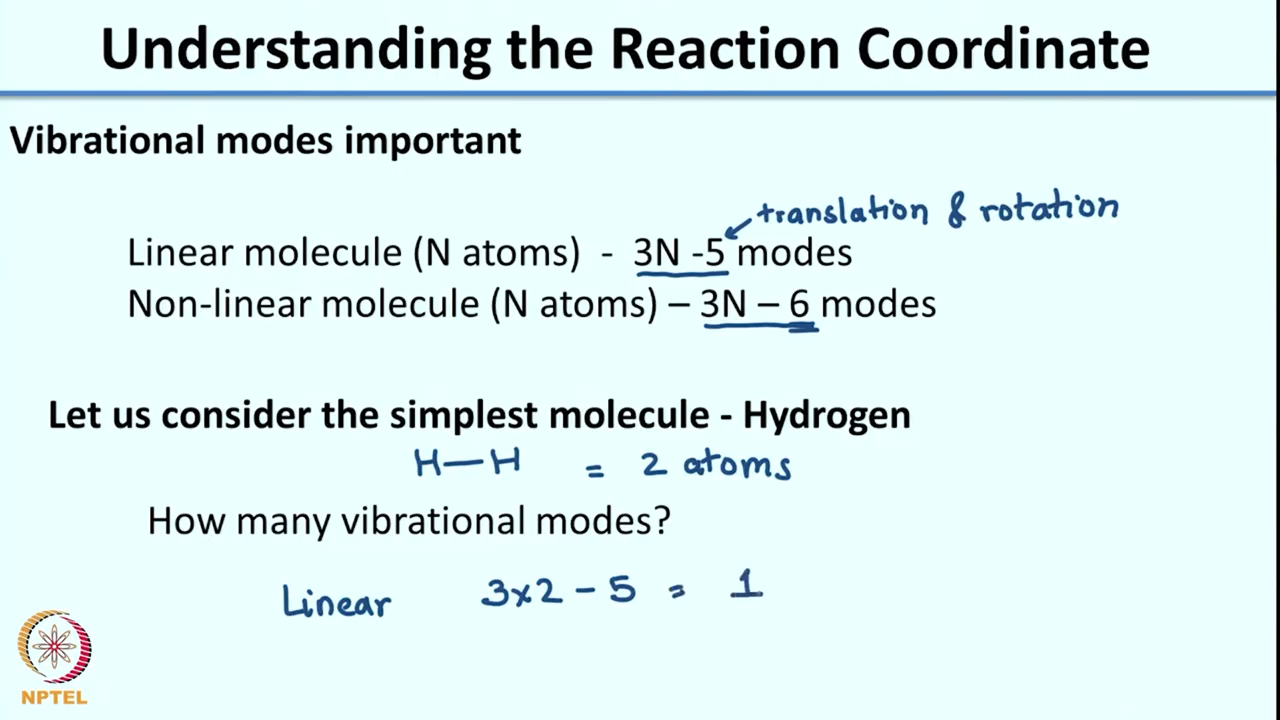 Understanding the Reaction Coordinate
Vibrational modes important
translation & rotation
Linear molecule (N atoms) - 3N -5 modes
Non-linear molecule (N atoms) – 3N – 6 modes
Let us consider the simplest molecule - Hydrogen
H—H = 2 atoms
How many vibrational modes?
Linear 3x2 - 5 = 1
NPTEL